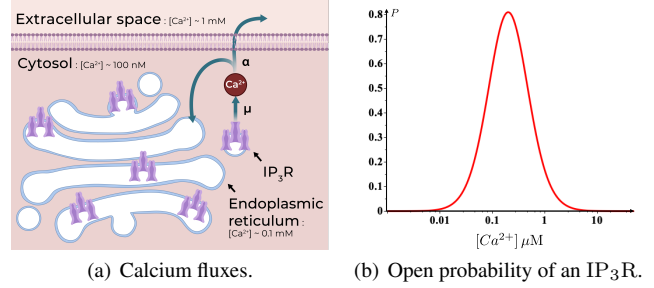 Extracellular space : [Ca²⁺] ~ 1 mM
Cytosol : [Ca²⁺] ~ 100 nM
α
Ca²⁺
μ
IP₃R
Endoplasmic
reticulum :
[Ca²⁺] ~ 0.1 mM
(a) Calcium fluxes.
P
0.8
0.7
0.6
0.5
0.4
0.3
0.2
0.1
0
0.01 0.1 1 10
[Ca²⁺] μM
(b) Open probability of an IP₃R.